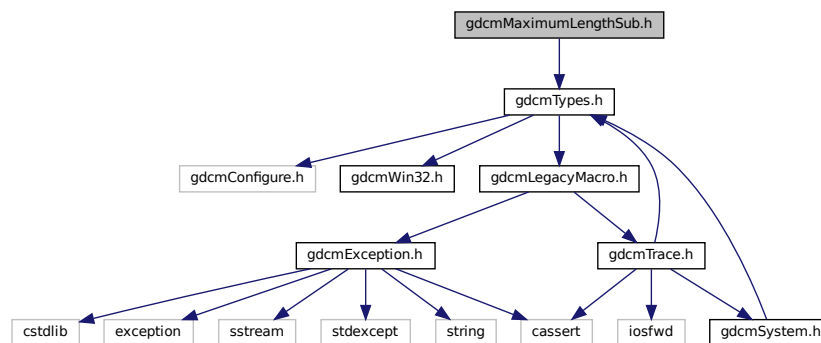 gdcmMaximumLengthSub.h
gdcmTypes.h
gdcmConfigure.h
gdcmWin32.h
gdcmLegacyMacro.h
gdcmException.h
gdcmTrace.h
cstdlib
exception
sstream
stdexcept
string
cassert
iosfwd
gdcmSystem.h